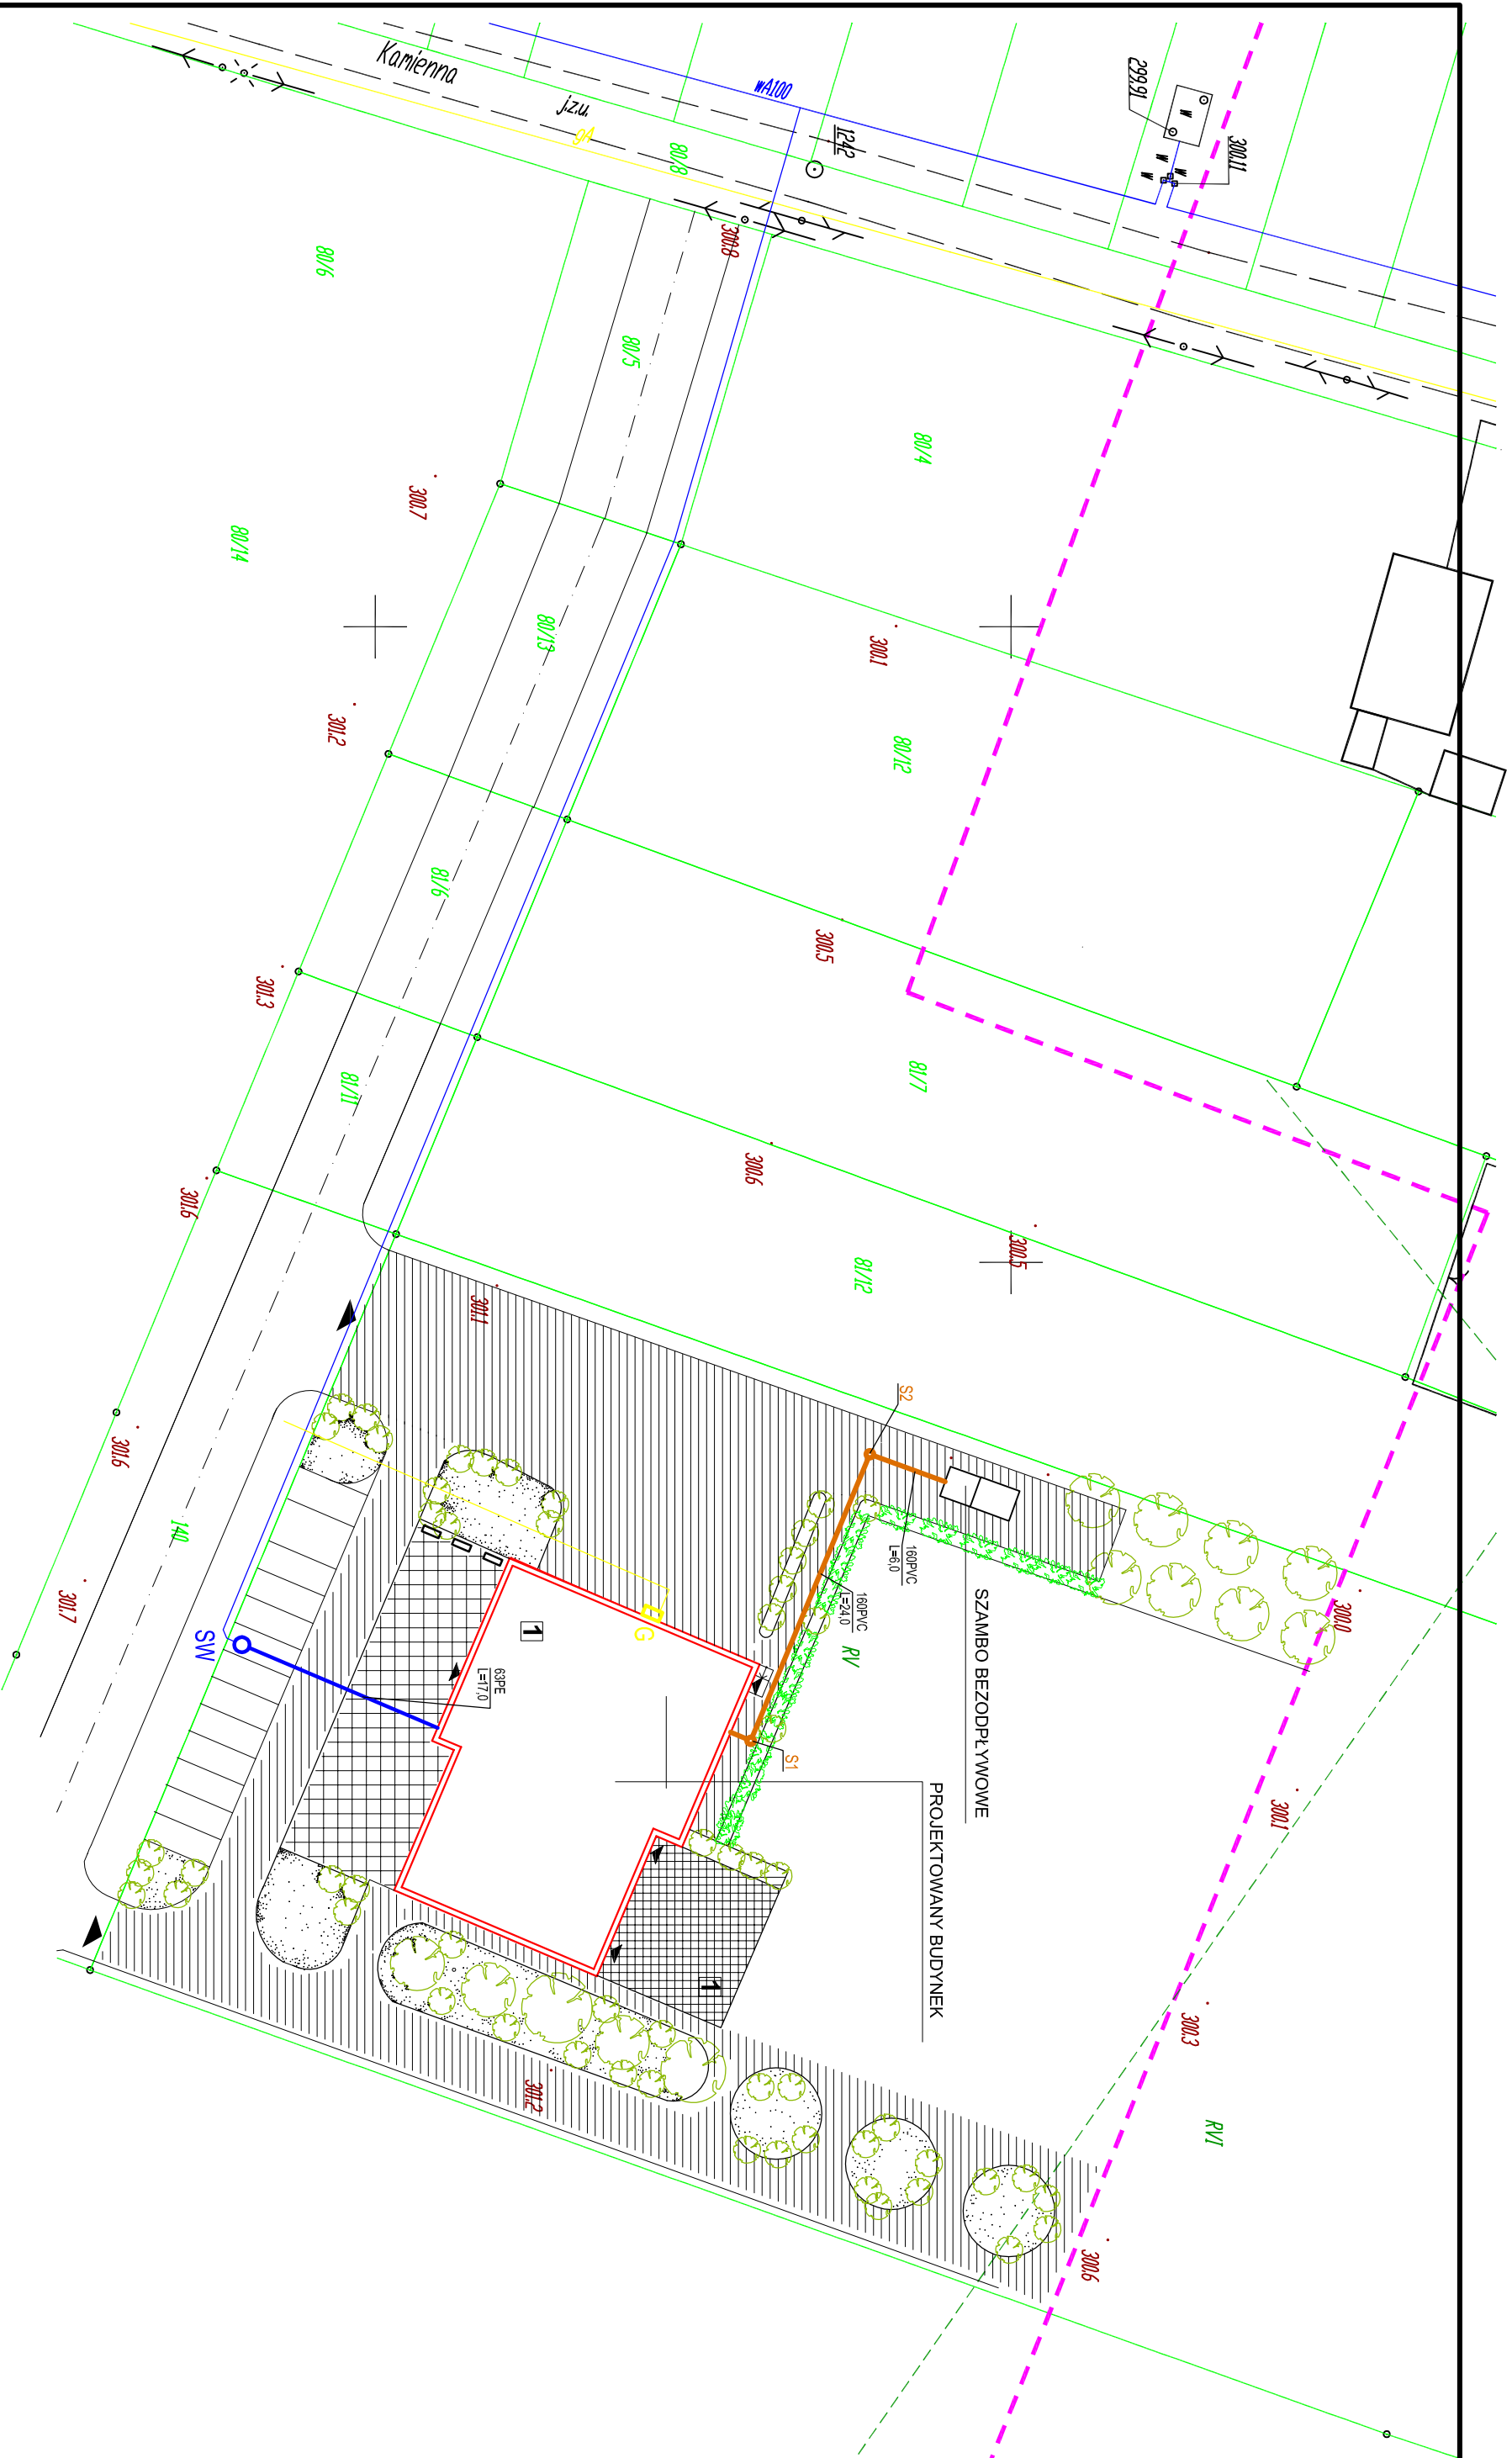 Kamienna
j.z.u.
gA
wA100
124.2
299.91
300.11
w
w
w
w
80/8
300.8
80/6
80/5
80/4
300.7
80/14
80/13
300.1
301.2
80/12
81/6
300.5
301.3
81/11
81/7
300.6
301.6
300.5
81/12
301.1
S2
301.6
140
160PVC
L=6,0
160PVC
L=24,0
SZAMBO BEZODPŁYWOWE
300.0
301.7
SW
1
G
RV
63PE
L=17,0
S1
PROJEKTOWANY BUDYNEK
300.1
1
300.3
301.2
RVI
300.6